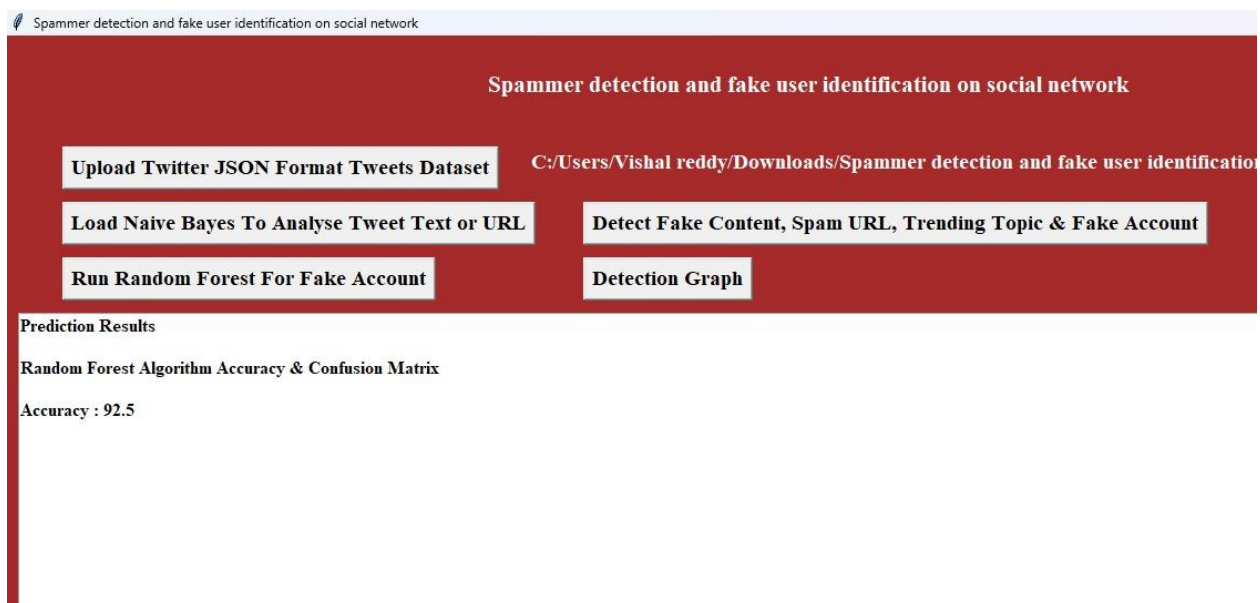 Spammer detection and fake user identification on social network
Spammer detection and fake user identification on social network
Upload Twitter JSON Format Tweets Dataset
C:/Users/Vishal reddy/Downloads/Spammer detection and fake user identification
Load Naive Bayes To Analyse Tweet Text or URL
Detect Fake Content, Spam URL, Trending Topic & Fake Account
Run Random Forest For Fake Account
Detection Graph
Prediction Results
Random Forest Algorithm Accuracy & Confusion Matrix
Accuracy : 92.5